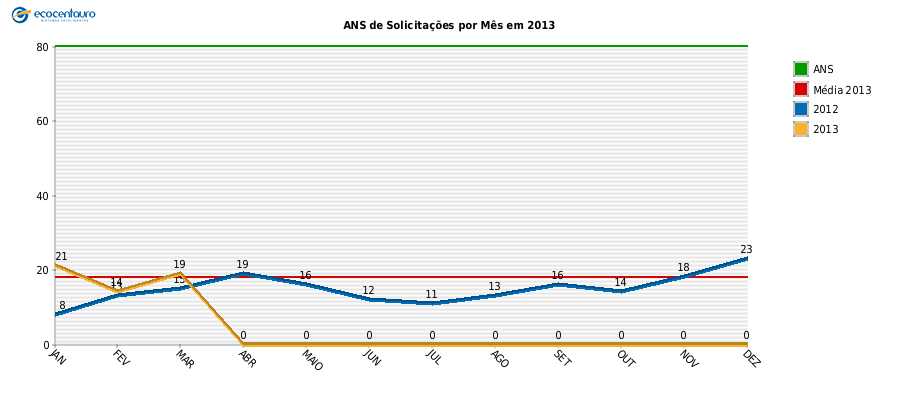 ecocentauro
ANS de Solicitações por Mês em 2013
80
60
40
20
0
21
8
14
19
15
19
16
12
11
13
16
14
18
23
0
0
0
0
0
0
0
0
0
JAN
FEV
MAR
ABR
MAIO
JUN
JUL
AGO
SET
OUT
NOV
DEZ
ANS
Média 2013
2012
2013